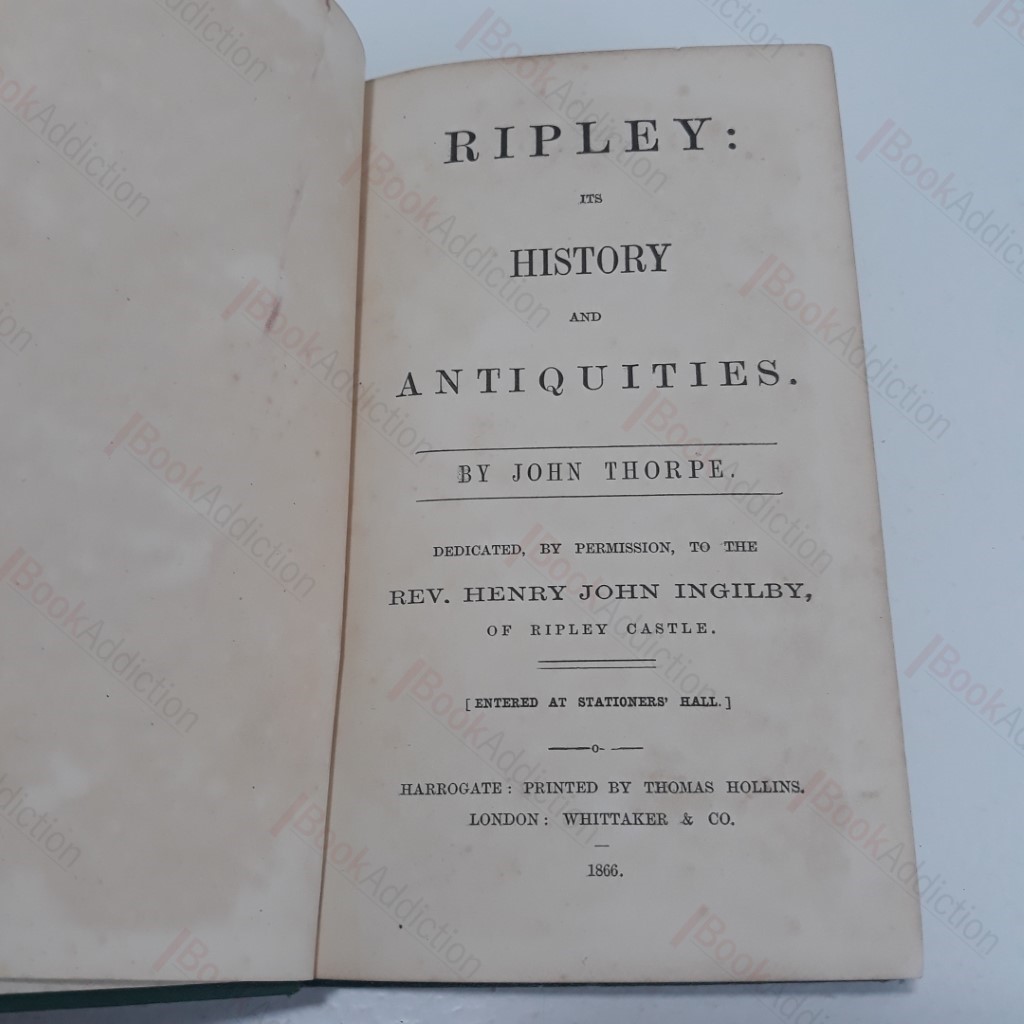 RIPLEY:
ITS
HISTORY
AND
ANTIQUITIES.
BY JOHN THORPE.
DEDICATED, BY PERMISSION, TO THE
REV. HENRY JOHN INGILBY,
OF RIPLEY CASTLE.
[ENTERED AT STATIONERS' HALL.]
—o—
HARROGATE: PRINTED BY THOMAS HOLLINS.
LONDON: WHITTAKER & CO.
—
1866.
BookAddiction